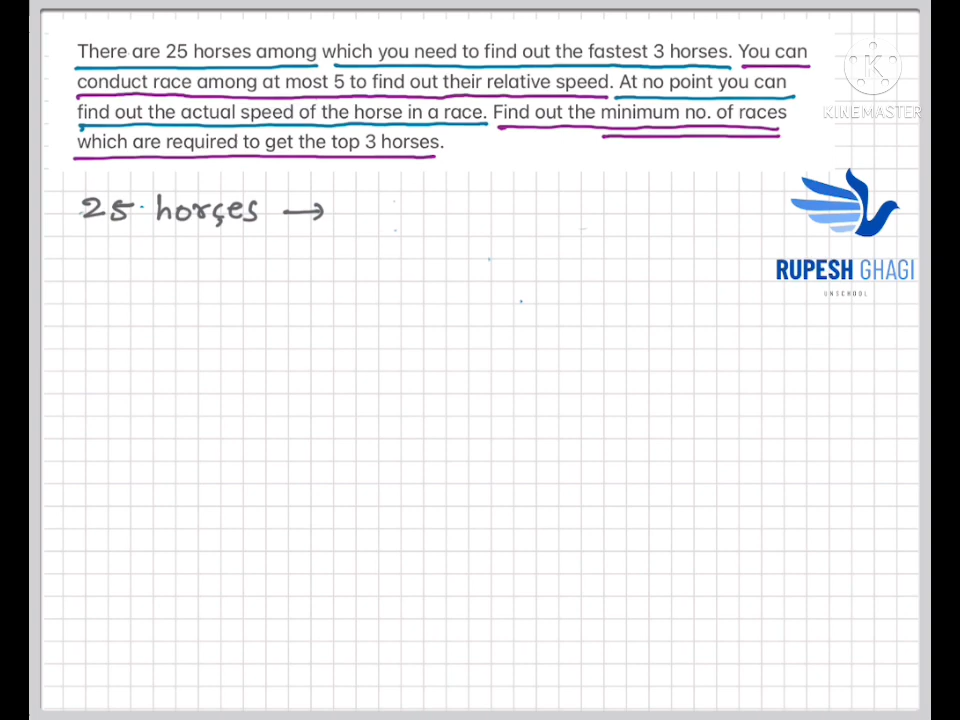 There are 25 horses among which you need to find out the fastest 3 horses. You can
conduct race among at most 5 to find out their relative speed. At no point you can
find out the actual speed of the horse in a race. Find out the minimum no. of races
which are required to get the top 3 horses.
K
KINEMASTER
25 horses →
RUPESH GHAGI
UNSCHOOL